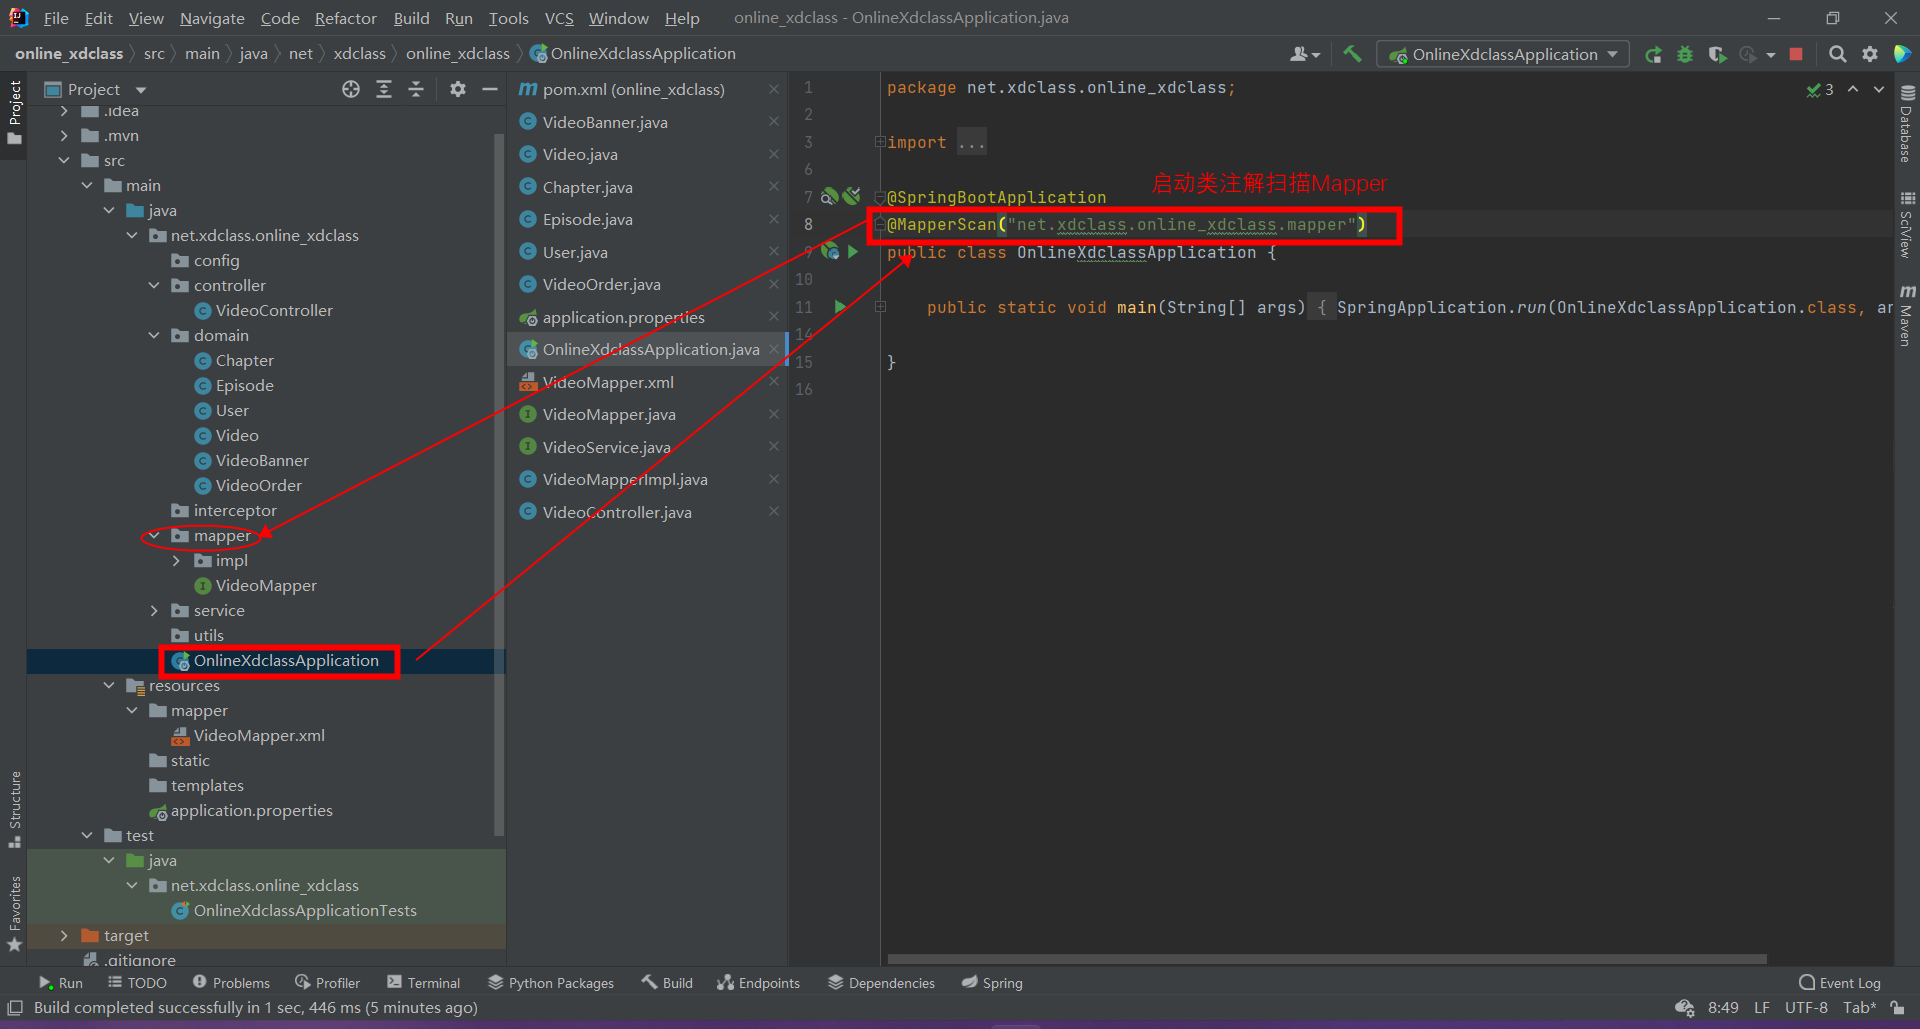 File Edit View Navigate Code Refactor Build Run Tools VCS Window Help online_xdclass - OnlineXdclassApplication.java
online_xdclass src main java net xdclass online_xdclass OnlineXdclassApplication
OnlineXdclassApplication
Project
Structure
Favorites
Project
.idea
.mvn
src
main
java
net.xdclass.online_xdclass
config
controller
VideoController
domain
Chapter
Episode
User
Video
VideoBanner
VideoOrder
interceptor
mapper
impl
VideoMapper
service
utils
OnlineXdclassApplication
resources
mapper
VideoMapper.xml
static
templates
application.properties
test
java
net.xdclass.online_xdclass
OnlineXdclassApplicationTests
target
.gitignore
pom.xml (online_xdclass)
VideoBanner.java
Video.java
Chapter.java
Episode.java
User.java
VideoOrder.java
application.properties
OnlineXdclassApplication.java
VideoMapper.xml
VideoMapper.java
VideoService.java
VideoMapperImpl.java
VideoController.java
1 package net.xdclass.online_xdclass;
2
3 import ...
6
启动类注解扫描Mapper
7 @SpringBootApplication
8 @MapperScan("net.xdclass.online_xdclass.mapper")
9 public class OnlineXdclassApplication {
10
11 public static void main(String[] args) { SpringApplication.run(OnlineXdclassApplication.class, ar
14
15 }
16
3
Database
SciView
Maven
Run TODO Problems Profiler Terminal Python Packages Build Endpoints Dependencies Spring Event Log
Build completed successfully in 1 sec, 446 ms (5 minutes ago) 8:49 LF UTF-8 Tab*